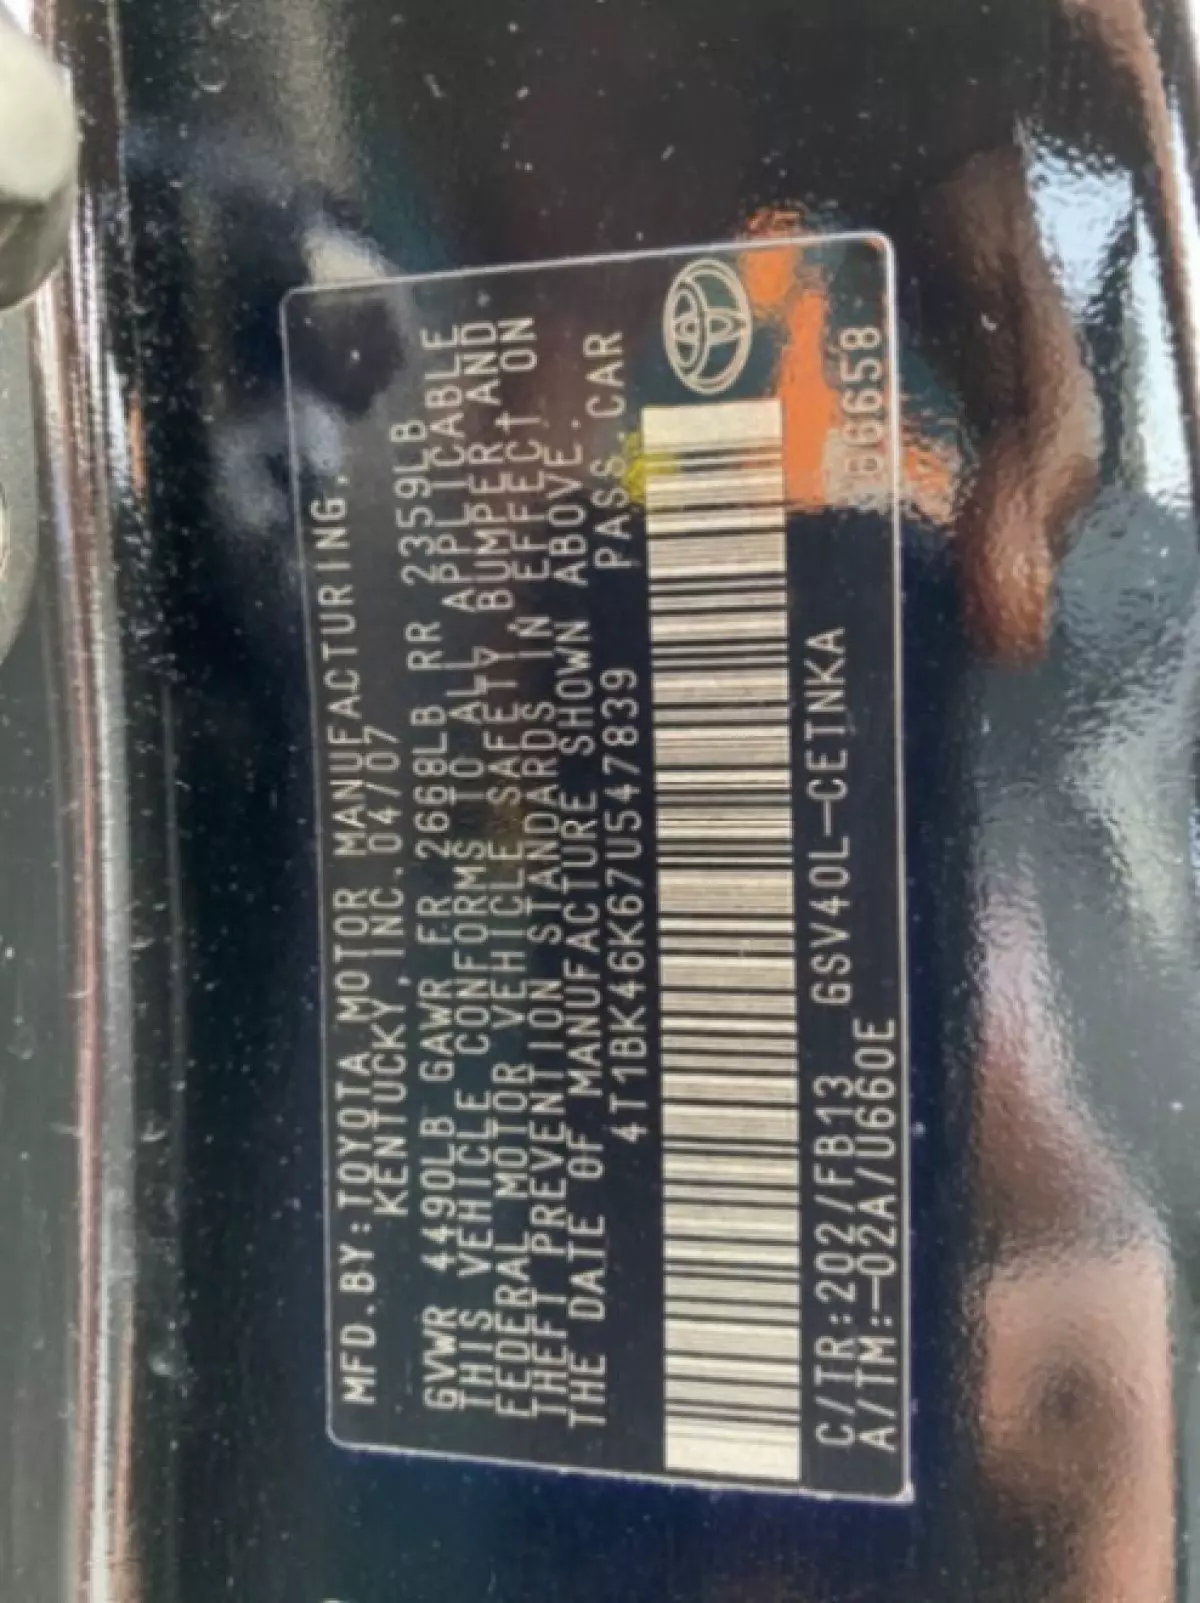 MFD.BY:TOYOTA MOTOR MANUFACTURING.
KENTUCKY,INC.04/07
GVWR 4490LB GAWR FR 2668LB RR 2359LB
THIS VEHICLE CONFORMS TO ALL APPLICABLE
FEDERAL MOTOR VEHICLE SAFETY, BUMPER, AND
THEFT PREVENTION STANDARDS IN EFFECT ON
THE DATE OF MANUFACTURE SHOWN ABOVE.
4T1BK46K67U547839 PASS.CAR
C/TR:202/FB13 GSV40L-CETNKA
A/TM:-02A/U660E